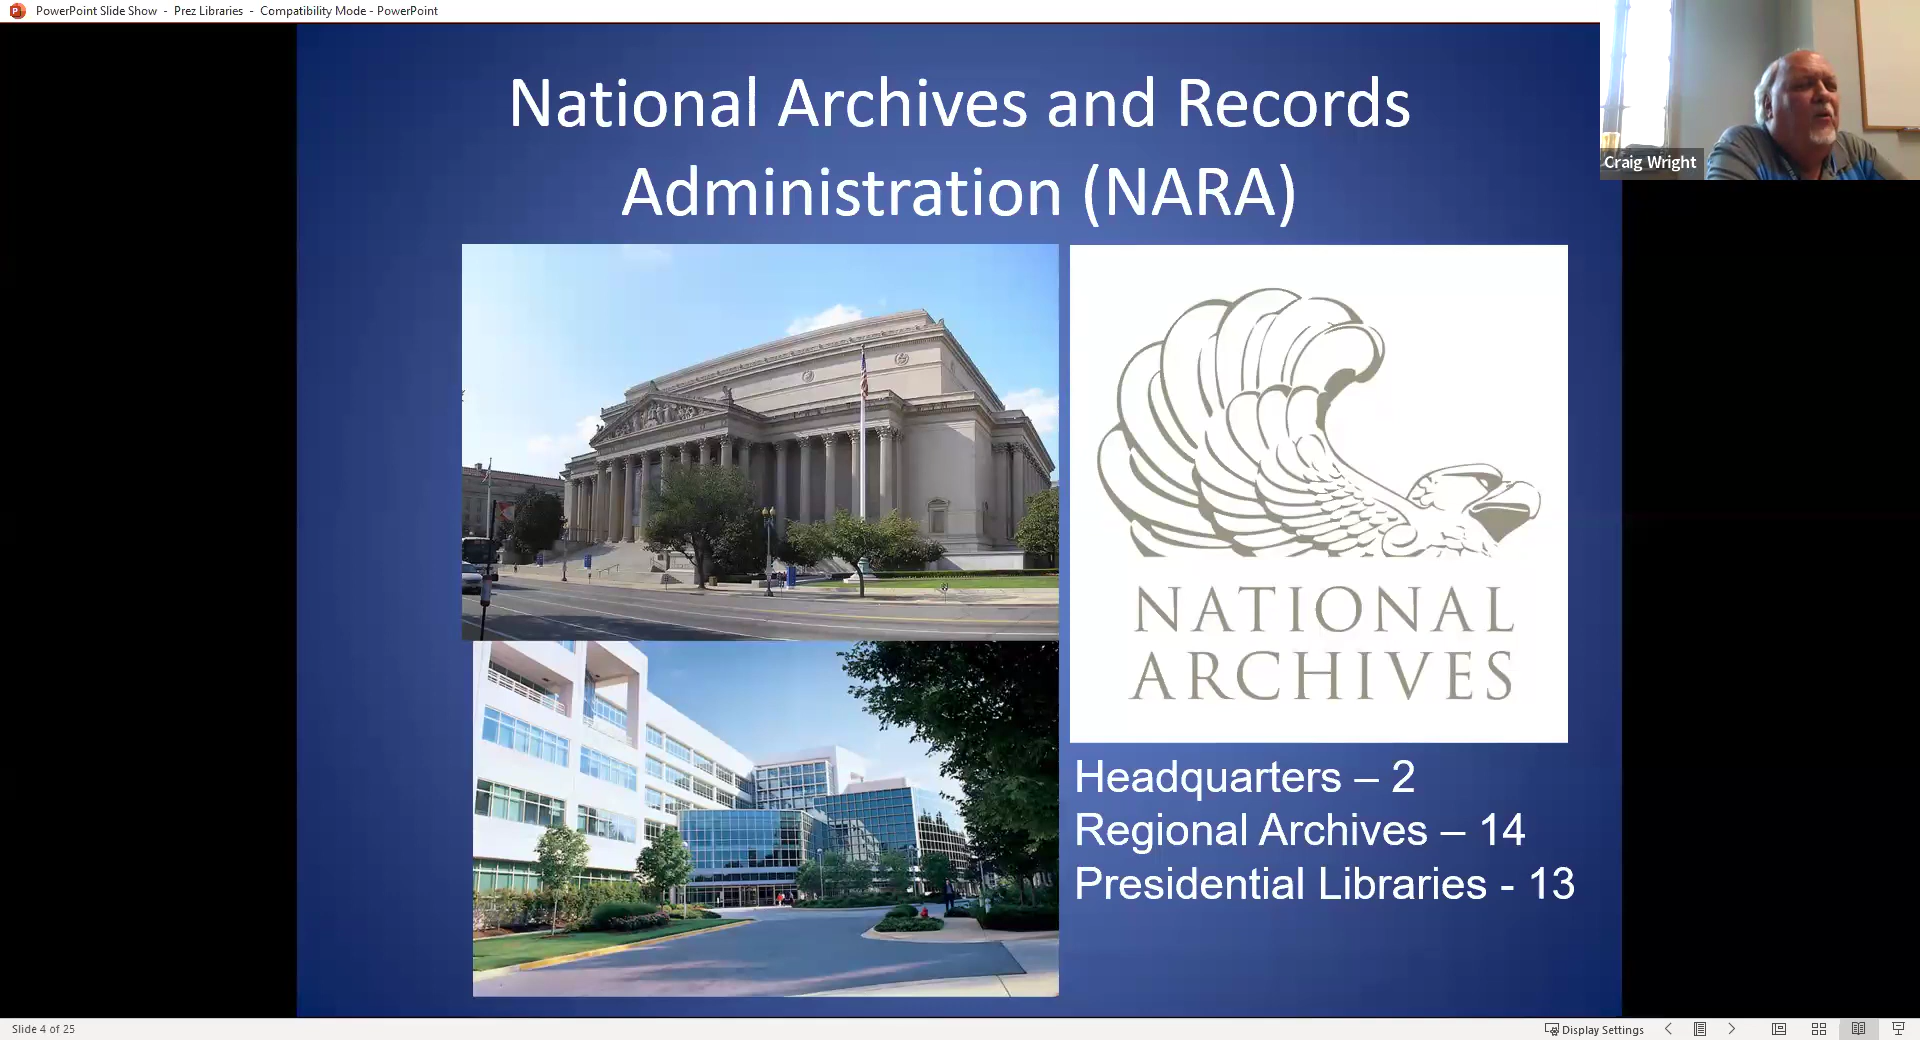 PowerPoint Slide Show - Prez Libraries - Compatibility Mode - PowerPoint
National Archives and Records
Administration (NARA)
Craig Wright
NATIONAL
ARCHIVES
Headquarters – 2
Regional Archives – 14
Presidential Libraries - 13
Slide 4 of 25
Display Settings